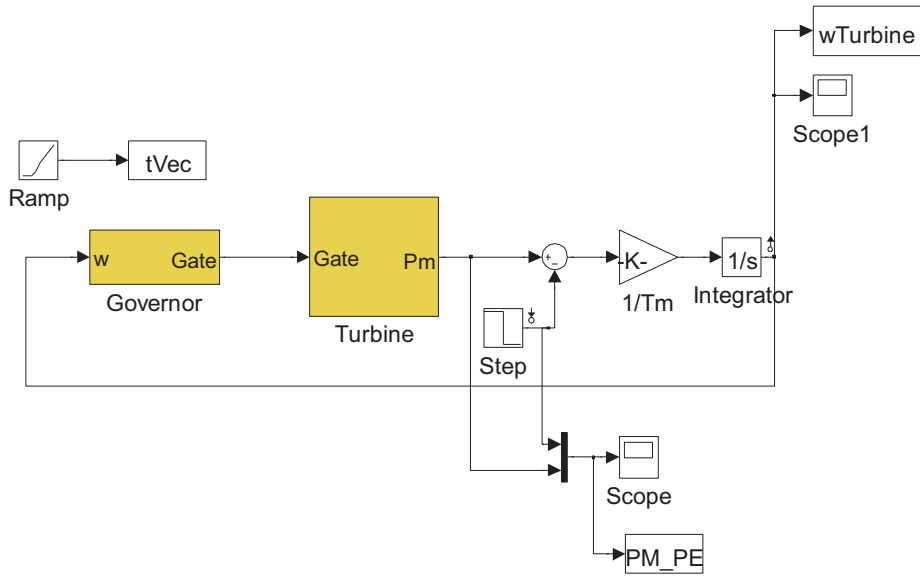 wTurbine
Scope1
tVec
Ramp
w
Gate
Governor
Gate
Pm
Turbine
+
−
-K-
1/Tm
1/s
Integrator
Step
Scope
PM_PE